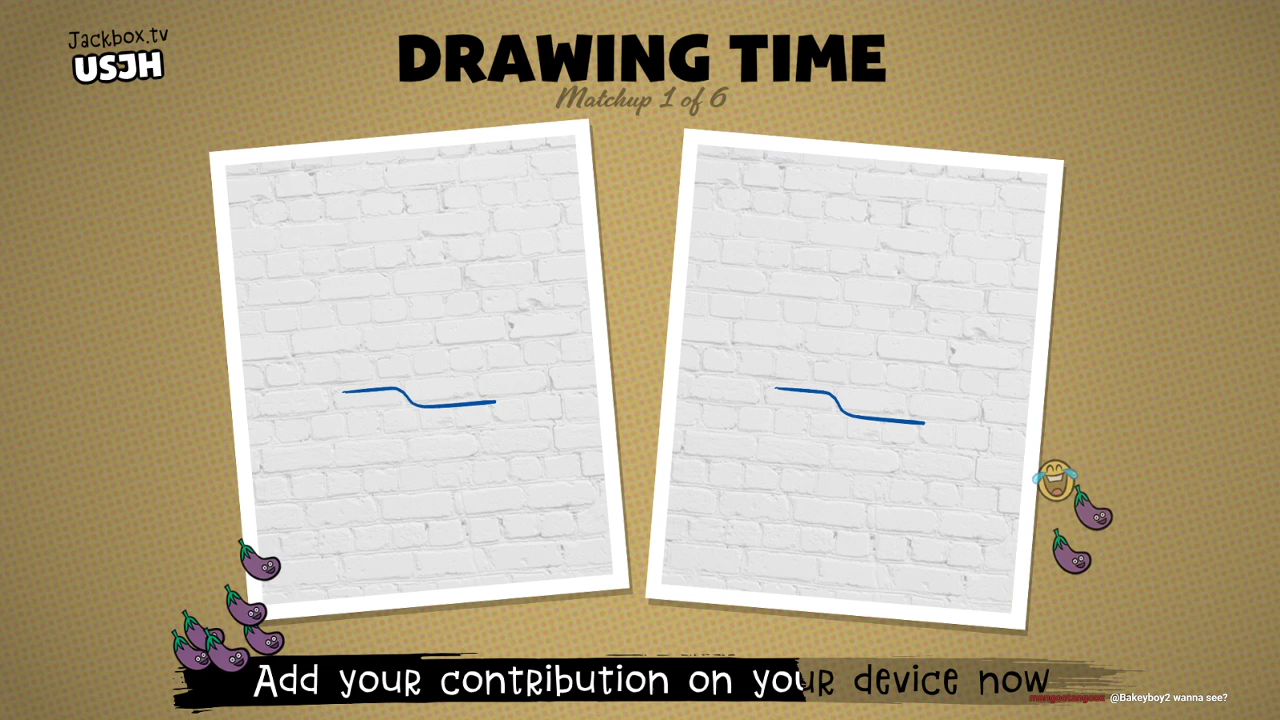 Jackbox.tv
USJH
DRAWING TIME
Matchup 1 of 6
Add your contribution on your device now
@Bakeyboy2 wanna see?